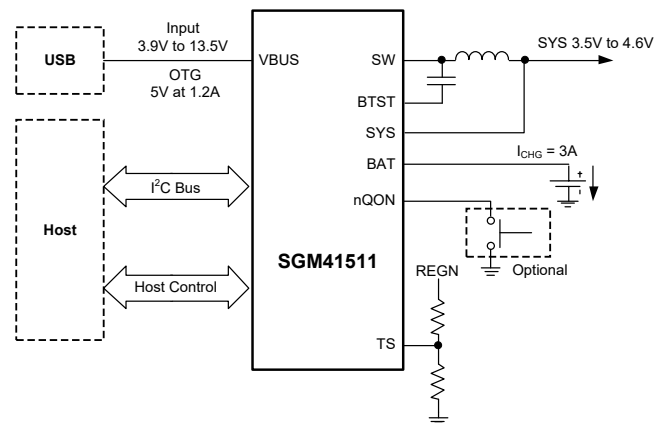 Input
3.9V to 13.5V
USB
OTG
5V at 1.2A
VBUS
SW
SYS 3.5V to 4.6V
BTST
SYS
BAT
I_CHG = 3A
+
-
nQON
I²C Bus
Host
Host Control
SGM41511
REGN
Optional
TS